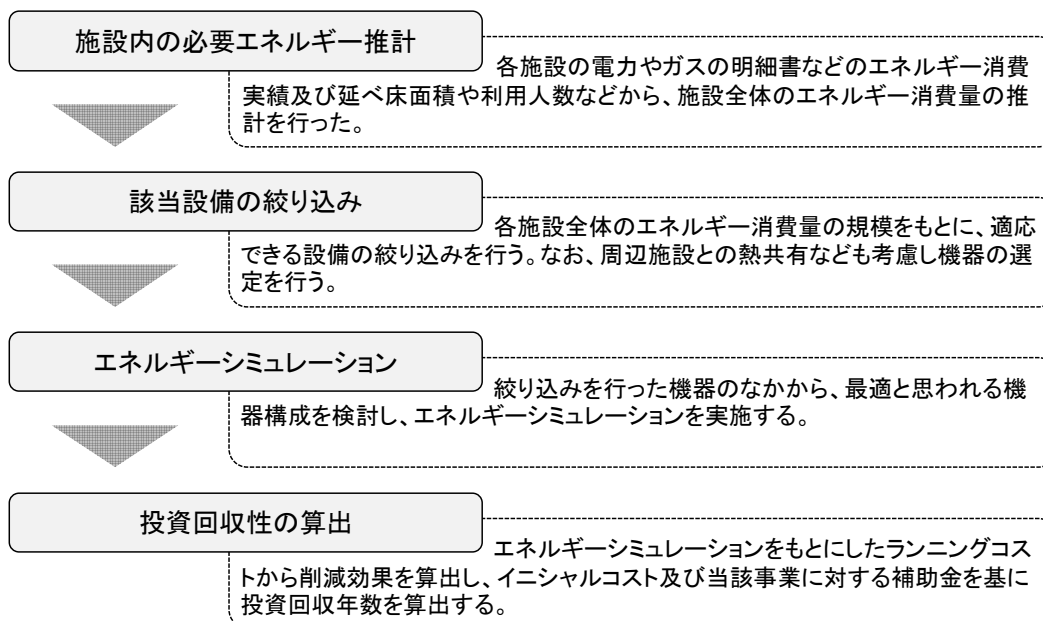 施設内の必要エネルギー推計
各施設の電力やガスの明細書などのエネルギー消費
実績及び延べ床面積や利用人数などから、施設全体のエネルギー消費量の推
計を行った。
該当設備の絞り込み
各施設全体のエネルギー消費量の規模をもとに、適応
できる設備の絞り込みを行う。なお、周辺施設との熱共有なども考慮し機器の選
定を行う。
エネルギーシミュレーション
絞り込みを行った機器のなかから、最適と思われる機
器構成を検討し、エネルギーシミュレーションを実施する。
投資回収性の算出
エネルギーシミュレーションをもとにしたランニングコス
トから削減効果を算出し、イニシャルコスト及び当該事業に対する補助金を基に
投資回収年数を算出する。